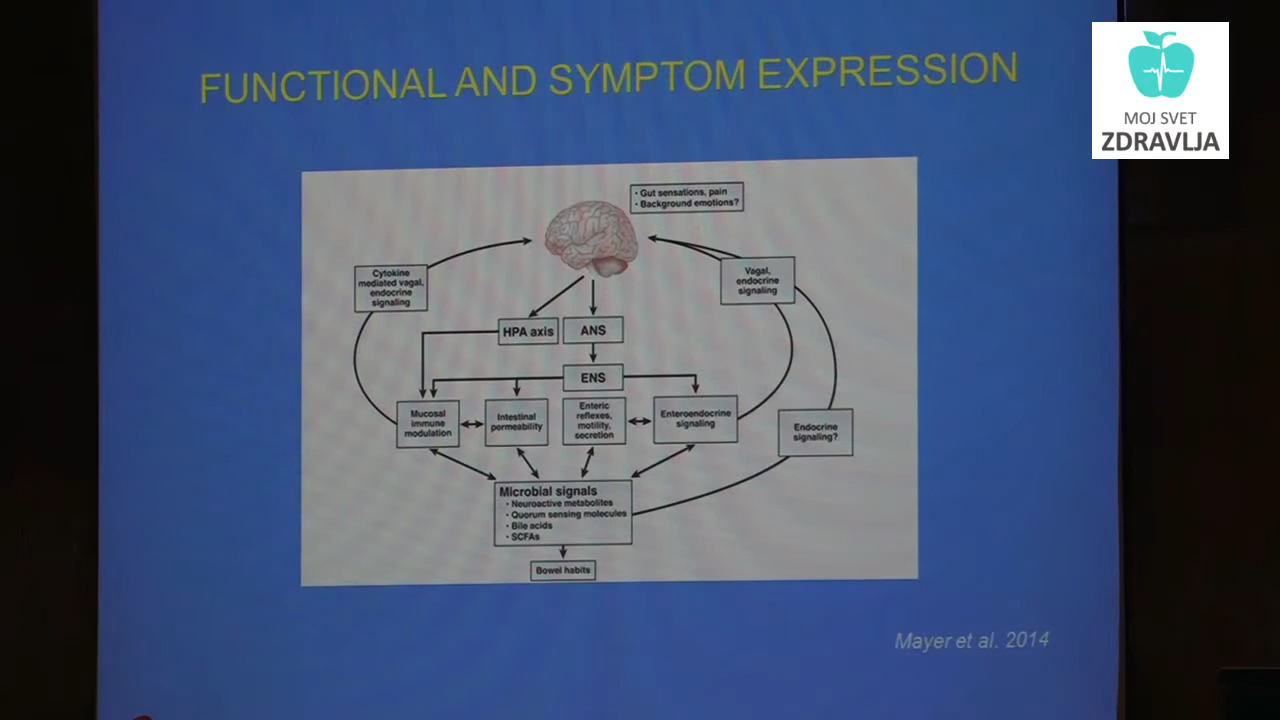 FUNCTIONAL AND SYMPTOM EXPRESSION
MOJ SVET
ZDRAVLJA
• Gut sensations, pain
• Background emotions?
Cytokine
mediated vagal,
endocrine
signaling
Vagal,
endocrine
signaling
HPA axis
ANS
ENS
Mucosal
immune
modulation
Intestinal
permeability
Enteric
reflexes,
motility,
secretion
Enteroendocrine
signaling
Endocrine
signaling?
Microbial signals
• Neuroactive metabolites
• Quorum sensing molecules
• Bile acids
• SCFAs
Bowel habits
Mayer et al. 2014